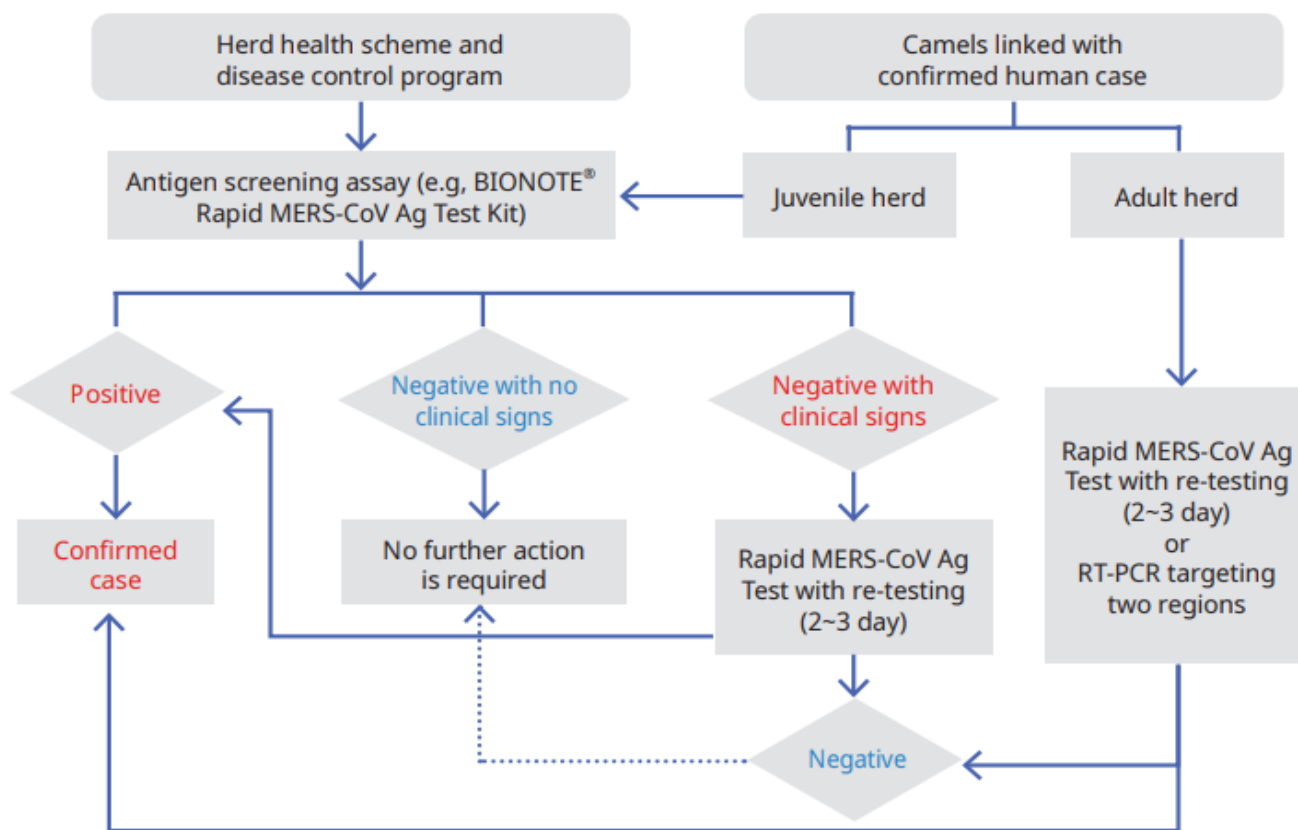 Herd health scheme and
disease control program
Camels linked with
confirmed human case
Antigen screening assay (e.g, BIONOTE®
Rapid MERS-CoV Ag Test Kit)
Juvenile herd
Adult herd
Positive
Negative with no
clinical signs
Negative with
clinical signs
Rapid MERS-CoV Ag
Test with re-testing
(2~3 day)
or
RT-PCR targeting
two regions
Confirmed
case
No further action
is required
Rapid MERS-CoV Ag
Test with re-testing
(2~3 day)
Negative